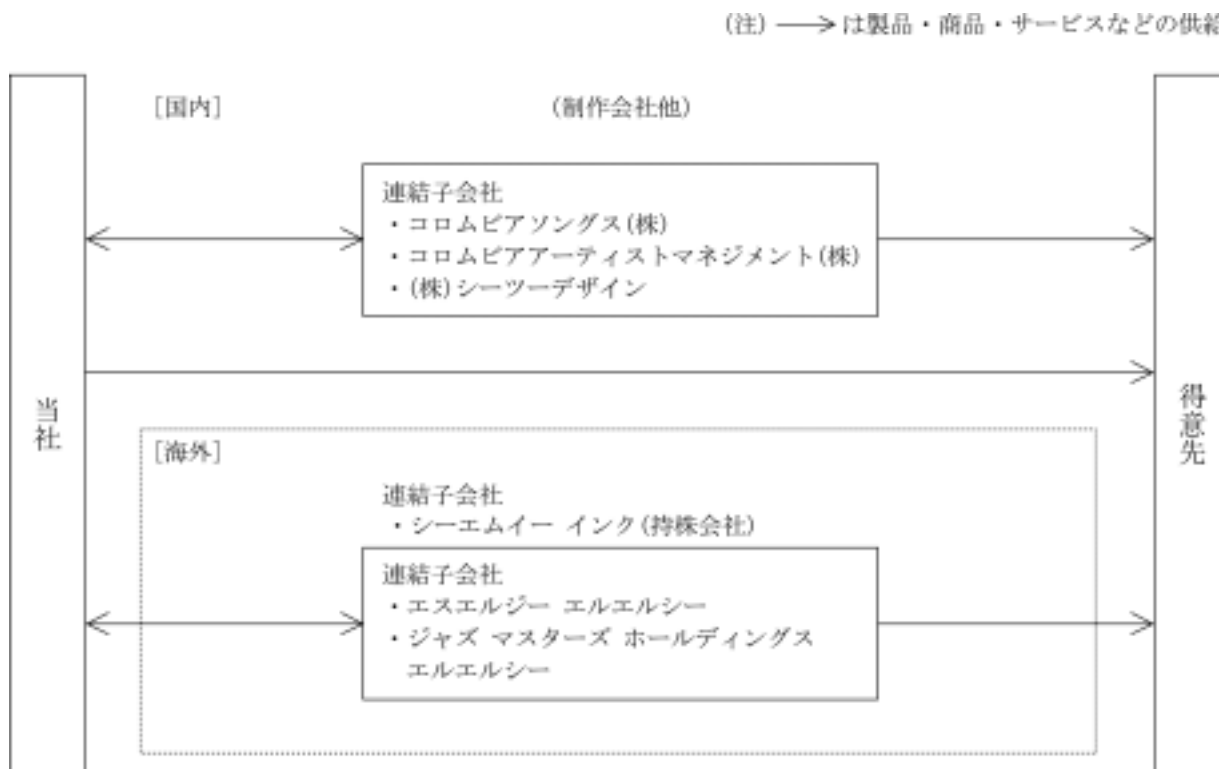 (注) → は製品・商品・サービスなどの供給
[国内] (制作会社他)
連結子会社
・コロムビアソングス(株)
・コロムビアアーティストマネジメント(株)
・(株)シーツーデザイン
当社
得意先
[海外]
連結子会社
・シーエムイー インク(持株会社)
連結子会社
・エスエルジー エルエルシー
・ジャズ マスターズ ホールディングス
エルエルシー